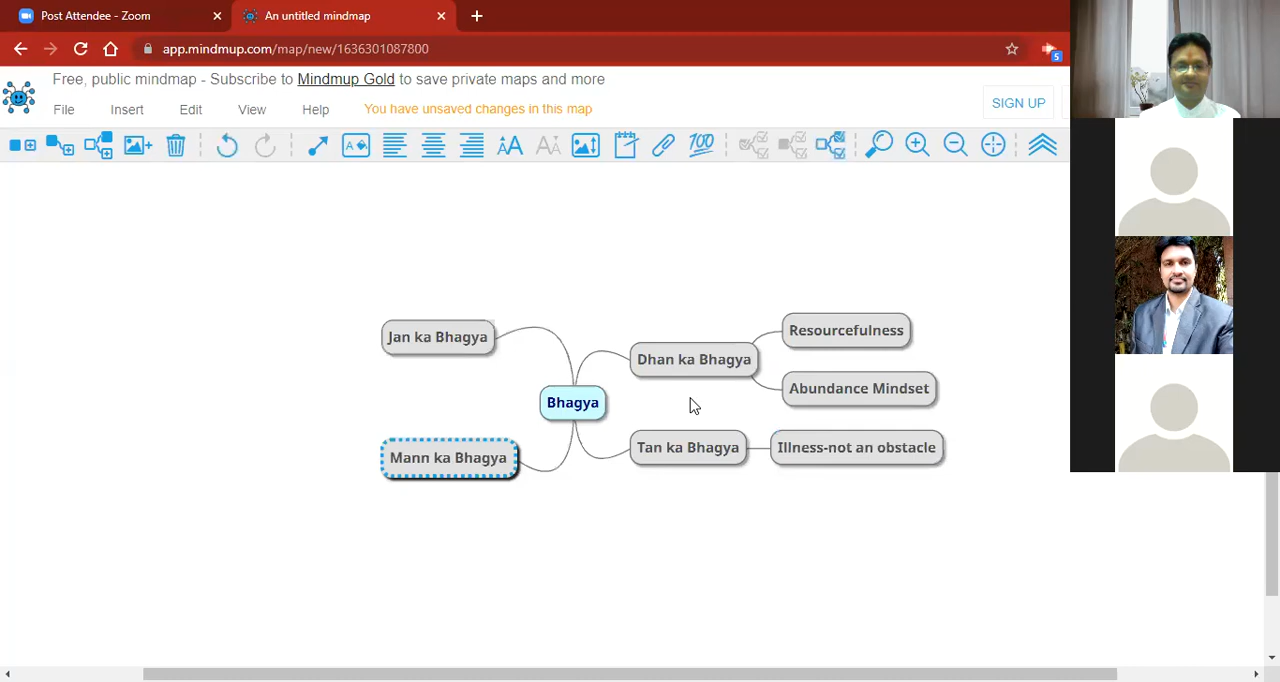 Post Attendee - Zoom
An untitled mindmap
app.mindmup.com/map/new/1636301087800
5
Free, public mindmap - Subscribe to Mindmup Gold to save private maps and more
File Insert Edit View Help You have unsaved changes in this map
SIGN UP
A
AA
AA
100
Jan ka Bhagya
Bhagya
Mann ka Bhagya
Dhan ka Bhagya
Resourcefulness
Abundance Mindset
Tan ka Bhagya
Illness-not an obstacle